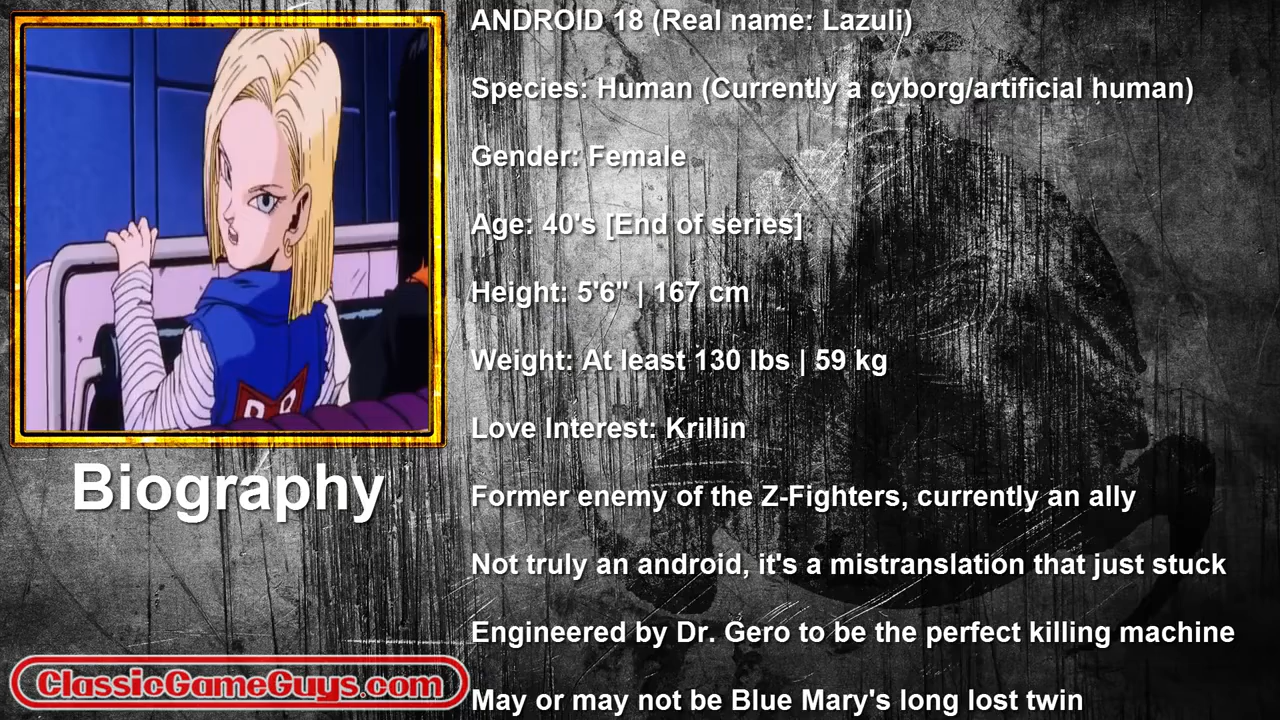 ANDROID 18 (Real name: Lazuli)
Species: Human (Currently a cyborg/artificial human)
Gender: Female
Age: 40's [End of series]
Height: 5'6" | 167 cm
Weight: At least 130 lbs | 59 kg
Love Interest: Krillin
Former enemy of the Z-Fighters, currently an ally
Not truly an android, it's a mistranslation that just stuck
Engineered by Dr. Gero to be the perfect killing machine
May or may not be Blue Mary's long lost twin
Biography
ClassicGameGuys.com